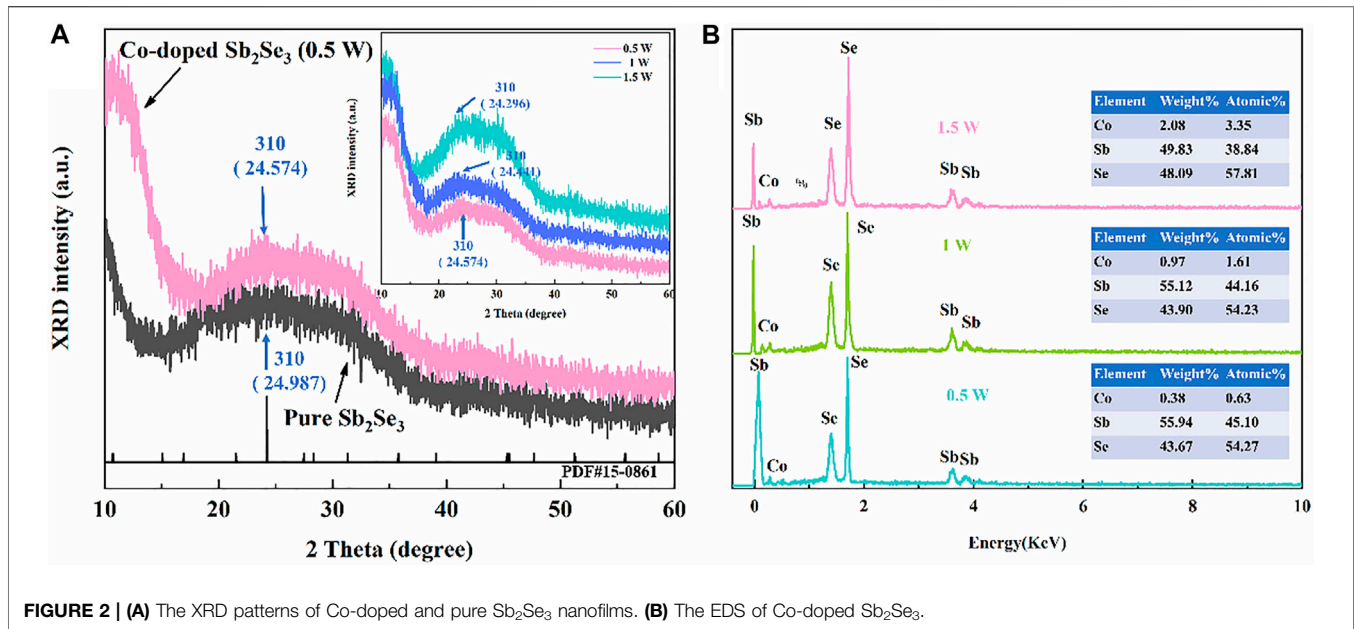 A
Co-doped Sb₂Se₃ (0.5 W)
310
( 24.574)
310
( 24.987)
Pure Sb₂Se₃
PDF#15-0861
XRD intensity (a.u.)
10 20 30 40 50 60
2 Theta (degree)
0.5 W
1 W
1.5 W
310
( 24.296)
310
( 24.441)
310
( 24.574)
XRD intensity (a.u.)
10 20 30 40 50 60
2 Theta (degree)
B
Se
Sb
Se
Co
1.5 W
Sb Sb
Element Weight% Atomic%
Co 2.08 3.35
Sb 49.83 38.84
Se 48.09 57.81
Sb
Se
Se
Co
1 W
Sb Sb
Element Weight% Atomic%
Co 0.97 1.61
Sb 55.12 44.16
Se 43.90 54.23
Sb
Se
Se
Co
0.5 W
Sb Sb
Element Weight% Atomic%
Co 0.38 0.63
Sb 55.94 45.10
Se 43.67 54.27
0 2 4 6 8 10
Energy(KeV)
FIGURE 2 | (A) The XRD patterns of Co-doped and pure Sb₂Se₃ nanofilms. (B) The EDS of Co-doped Sb₂Se₃.